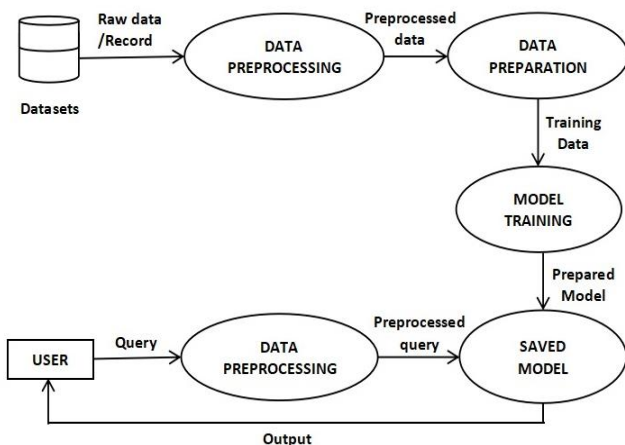 Raw data
/Record
Datasets
DATA
PREPROCESSING
Preprocessed
data
DATA
PREPARATION
Training
Data
MODEL
TRAINING
Prepared
Model
USER
Query
DATA
PREPROCESSING
Preprocessed
query
SAVED
MODEL
Output